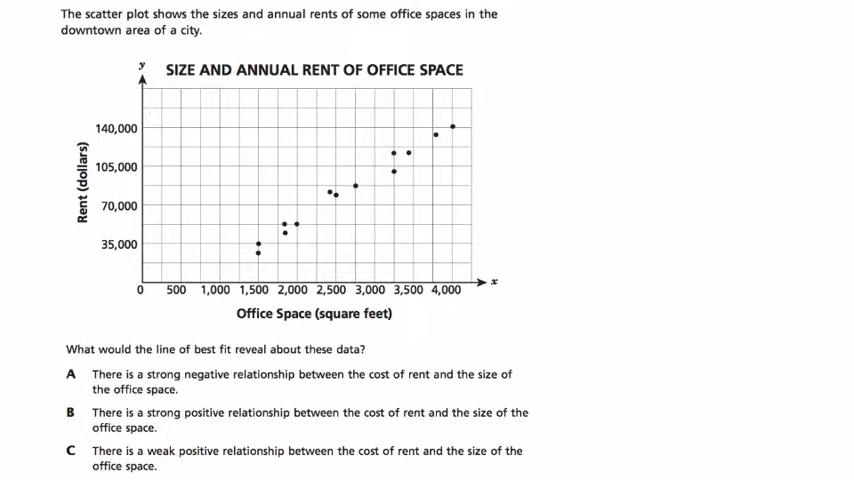 The scatter plot shows the sizes and annual rents of some office spaces in the
downtown area of a city.
y
SIZE AND ANNUAL RENT OF OFFICE SPACE
Rent (dollars)
140,000
105,000
70,000
35,000
0 500 1,000 1,500 2,000 2,500 3,000 3,500 4,000
x
Office Space (square feet)
What would the line of best fit reveal about these data?
A There is a strong negative relationship between the cost of rent and the size of
the office space.
B There is a strong positive relationship between the cost of rent and the size of the
office space.
C There is a weak positive relationship between the cost of rent and the size of the
office space.